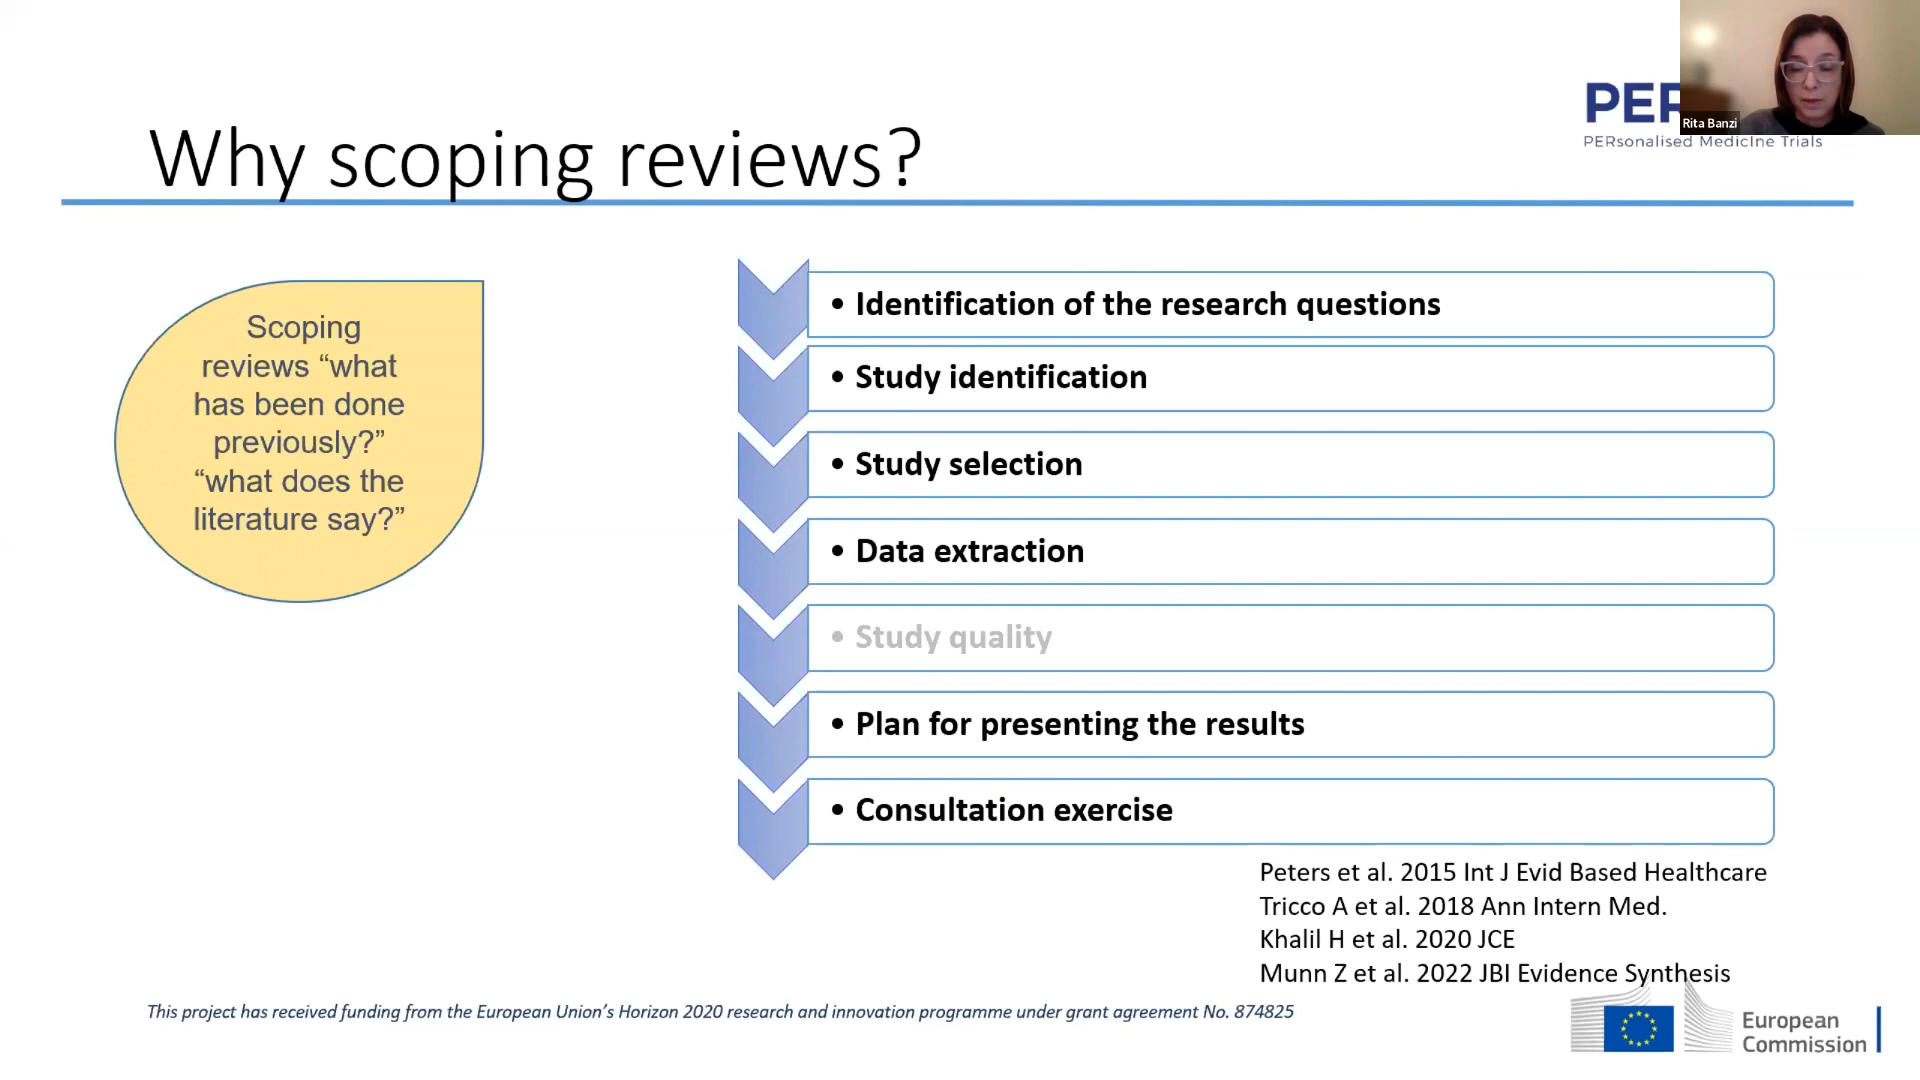 Rita Banzi
PER
PERsonalised MedicIne Trials
Why scoping reviews?
Scoping
reviews “what
has been done
previously?”
“what does the
literature say?”
• Identification of the research questions
• Study identification
• Study selection
• Data extraction
• Study quality
• Plan for presenting the results
• Consultation exercise
Peters et al. 2015 Int J Evid Based Healthcare
Tricco A et al. 2018 Ann Intern Med.
Khalil H et al. 2020 JCE
Munn Z et al. 2022 JBI Evidence Synthesis
This project has received funding from the European Union’s Horizon 2020 research and innovation programme under grant agreement No. 874825
European
Commission